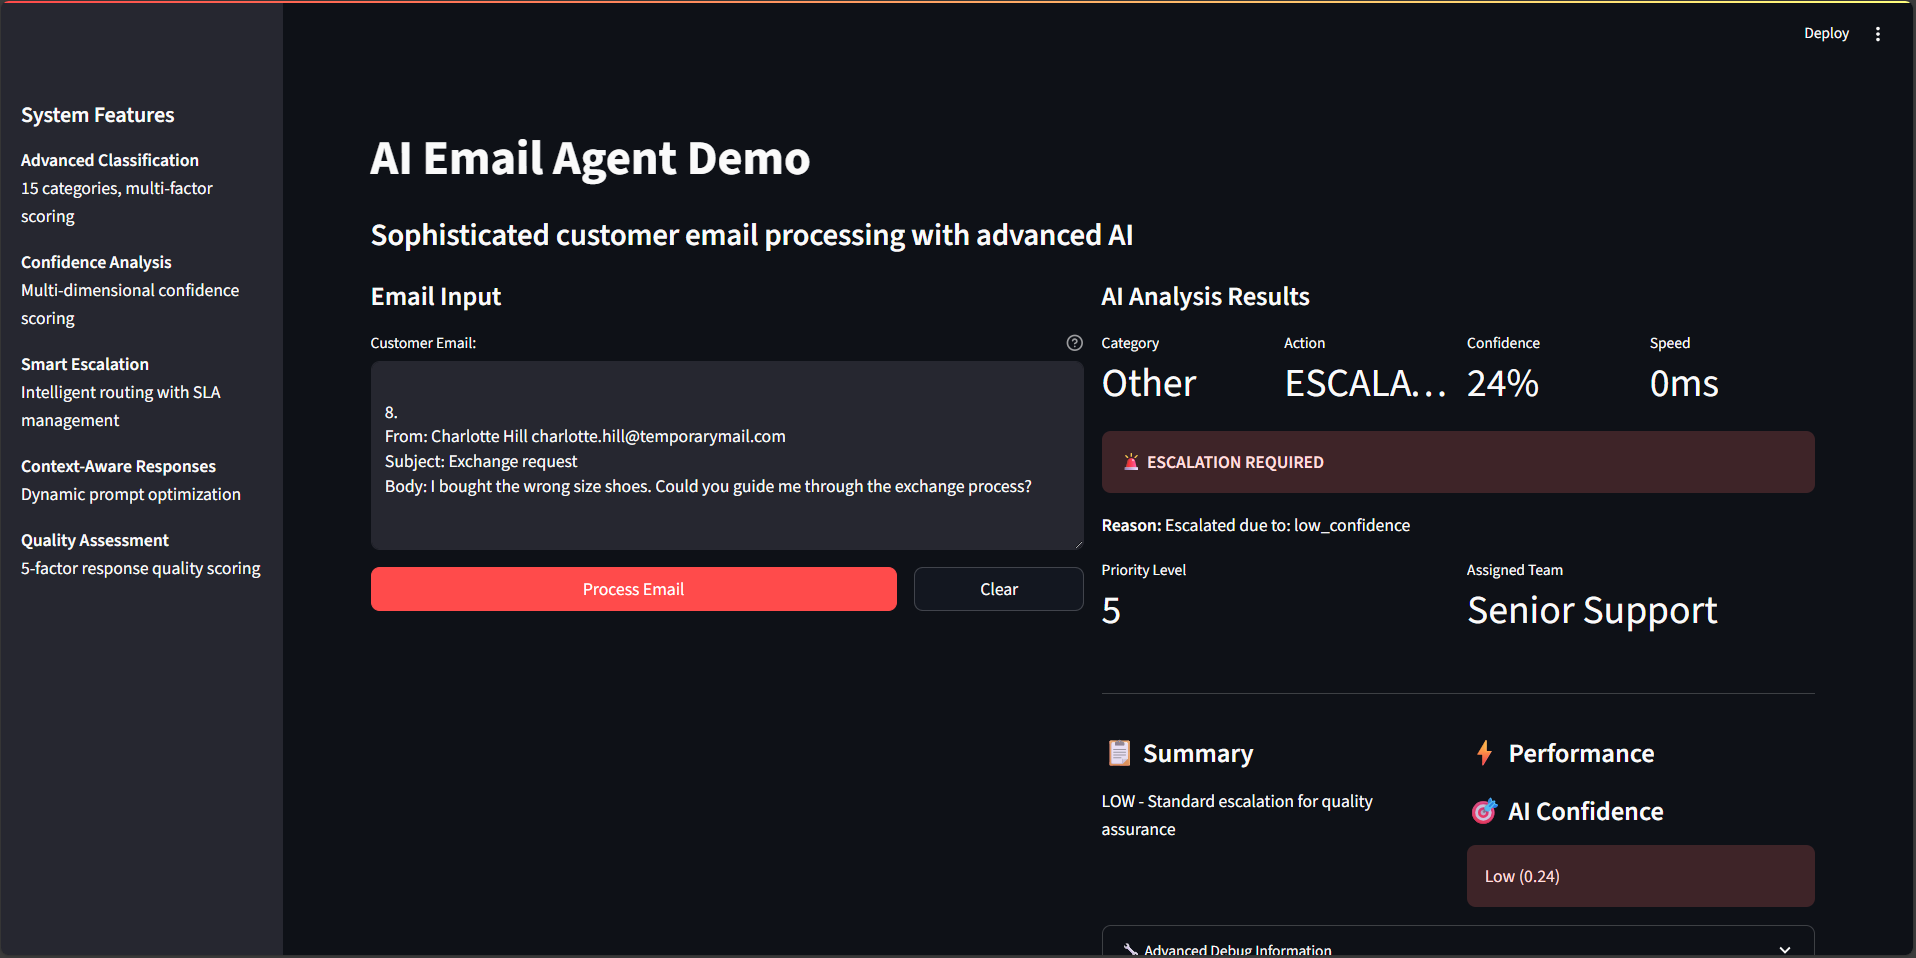 Deploy
System Features
Advanced Classification
15 categories, multi-factor
scoring
Confidence Analysis
Multi-dimensional confidence
scoring
Smart Escalation
Intelligent routing with SLA
management
Context-Aware Responses
Dynamic prompt optimization
Quality Assessment
5-factor response quality scoring
AI Email Agent Demo
Sophisticated customer email processing with advanced AI
Email Input
Customer Email:
8.
From: Charlotte Hill charlotte.hill@temporarymail.com
Subject: Exchange request
Body: I bought the wrong size shoes. Could you guide me through the exchange process?
Process Email
Clear
AI Analysis Results
Category
Other
Action
ESCALA...
Confidence
24%
Speed
0ms
ESCALATION REQUIRED
Reason: Escalated due to: low_confidence
Priority Level
5
Assigned Team
Senior Support
Summary
LOW - Standard escalation for quality
assurance
Performance
AI Confidence
Low (0.24)
Advanced Debug Information